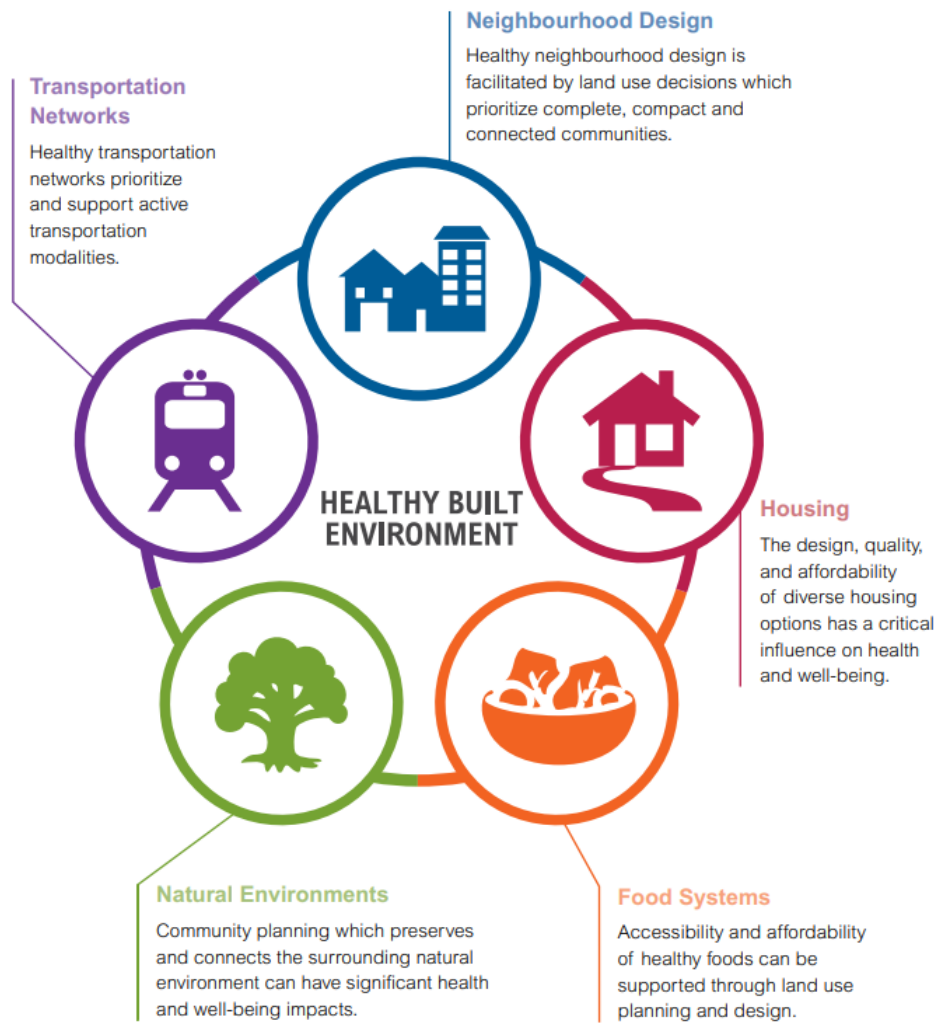 Neighbourhood Design
Healthy neighbourhood design is
facilitated by land use decisions which
prioritize complete, compact and
connected communities.
Transportation
Networks
Healthy transportation
networks prioritize
and support active
transportation
modalities.
HEALTHY BUILT
ENVIRONMENT
Housing
The design, quality,
and affordability
of diverse housing
options has a critical
influence on health
and well-being.
Natural Environments
Community planning which preserves
and connects the surrounding natural
environment can have significant health
and well-being impacts.
Food Systems
Accessibility and affordability
of healthy foods can be
supported through land use
planning and design.